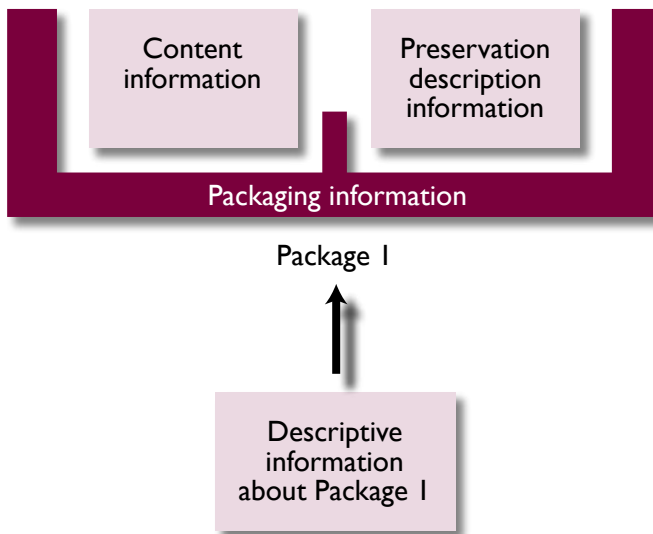 Content
information
Preservation
description
information
Packaging information
Package 1
Descriptive
information
about Package 1